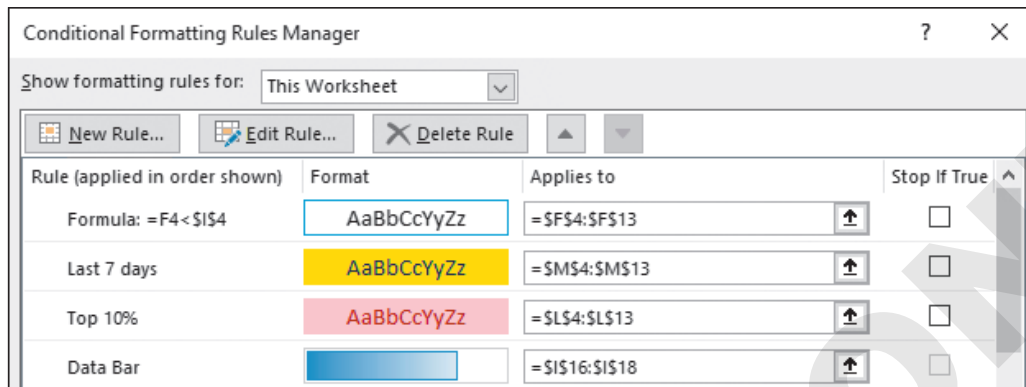 Conditional Formatting Rules Manager ? ×
Show formatting rules for: This Worksheet
New Rule... Edit Rule... Delete Rule
Rule (applied in order shown) Format Applies to Stop If True
Formula: =F4<$I$4 AaBbCcYyZz =$F$4:$F$13
Last 7 days AaBbCcYyZz =$M$4:$M$13
Top 10% AaBbCcYyZz =$L$4:$L$13
Data Bar =$I$16:$I$18